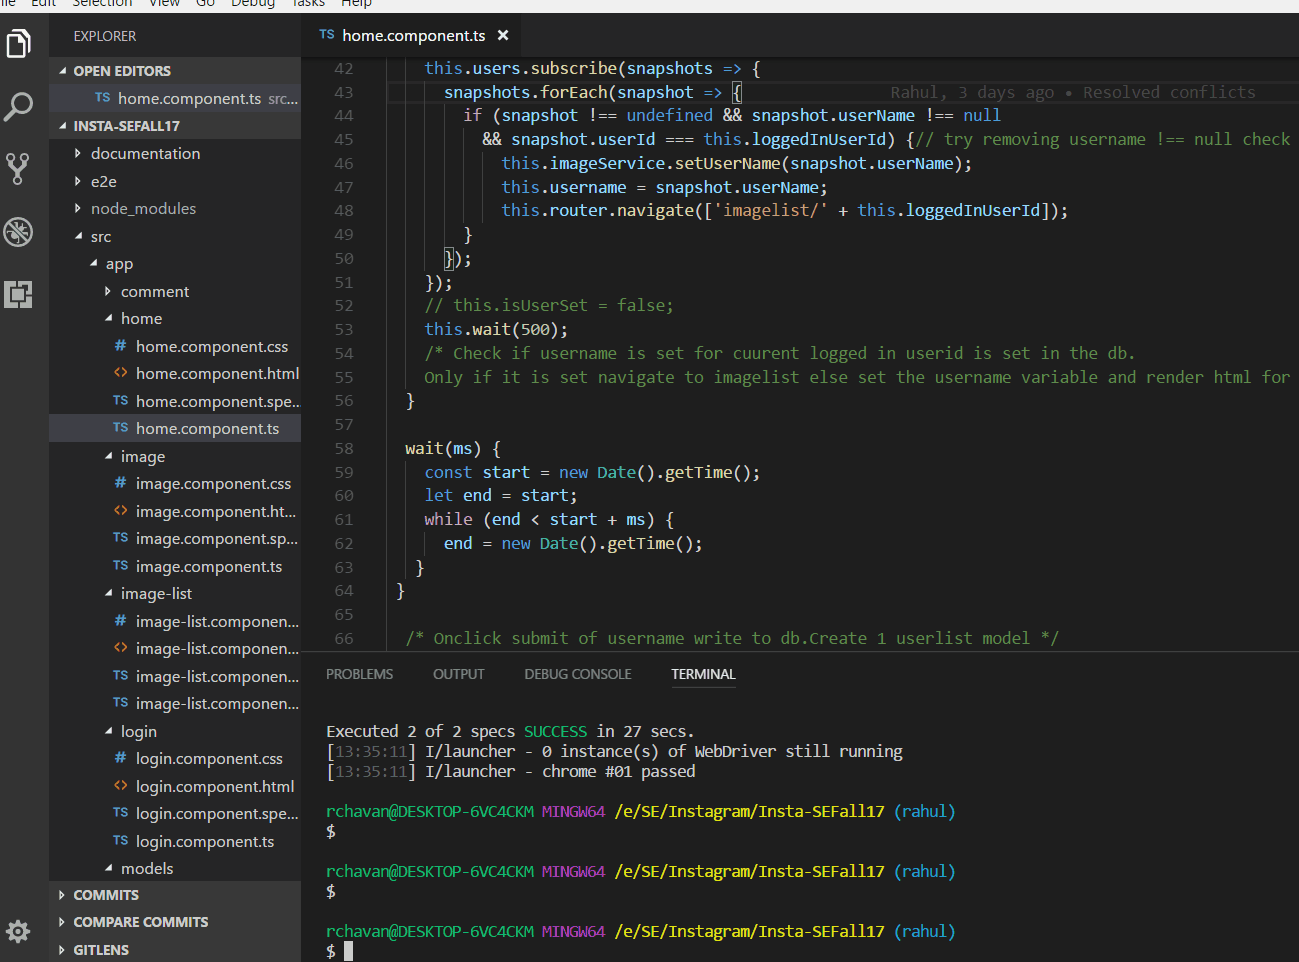 ile Edit Selection View Go Debug Tasks Help
EXPLORER
OPEN EDITORS
TS home.component.ts src...
INSTA-SEFALL17
documentation
e2e
node_modules
src
app
comment
home
# home.component.css
<> home.component.html
TS home.component.spe...
TS home.component.ts
image
# image.component.css
<> image.component.ht...
TS image.component.sp...
TS image.component.ts
image-list
# image-list.componen...
<> image-list.componen...
TS image-list.componen...
TS image-list.componen...
login
# login.component.css
<> login.component.html
TS login.component.spe...
TS login.component.ts
models
COMMITS
COMPARE COMMITS
GITLENS
TS home.component.ts ×
42 this.users.subscribe(snapshots => {
43 snapshots.forEach(snapshot => { Rahul, 3 days ago • Resolved conflicts
44 if (snapshot !== undefined && snapshot.userName !== null
45 && snapshot.userId === this.loggedInUserId) {// try removing username !== null check
46 this.imageService.setUserName(snapshot.userName);
47 this.username = snapshot.userName;
48 this.router.navigate(['imagelist/' + this.loggedInUserId]);
49 }
50 });
51 });
52 // this.isUserSet = false;
53 this.wait(500);
54 /* Check if username is set for cuurent logged in userid is set in the db.
55 Only if it is set navigate to imagelist else set the username variable and render html for
56 }
57
58 wait(ms) {
59 const start = new Date().getTime();
60 let end = start;
61 while (end < start + ms) {
62 end = new Date().getTime();
63 }
64 }
65
66 /* Onclick submit of username write to db.Create 1 userlist model */
PROBLEMS OUTPUT DEBUG CONSOLE TERMINAL
Executed 2 of 2 specs SUCCESS in 27 secs.
[13:35:11] I/launcher - 0 instance(s) of WebDriver still running
[13:35:11] I/launcher - chrome #01 passed
rchavan@DESKTOP-6VC4CKM MINGW64 /e/SE/Instagram/Insta-SEFall17 (rahul)
$
rchavan@DESKTOP-6VC4CKM MINGW64 /e/SE/Instagram/Insta-SEFall17 (rahul)
$
rchavan@DESKTOP-6VC4CKM MINGW64 /e/SE/Instagram/Insta-SEFall17 (rahul)
$